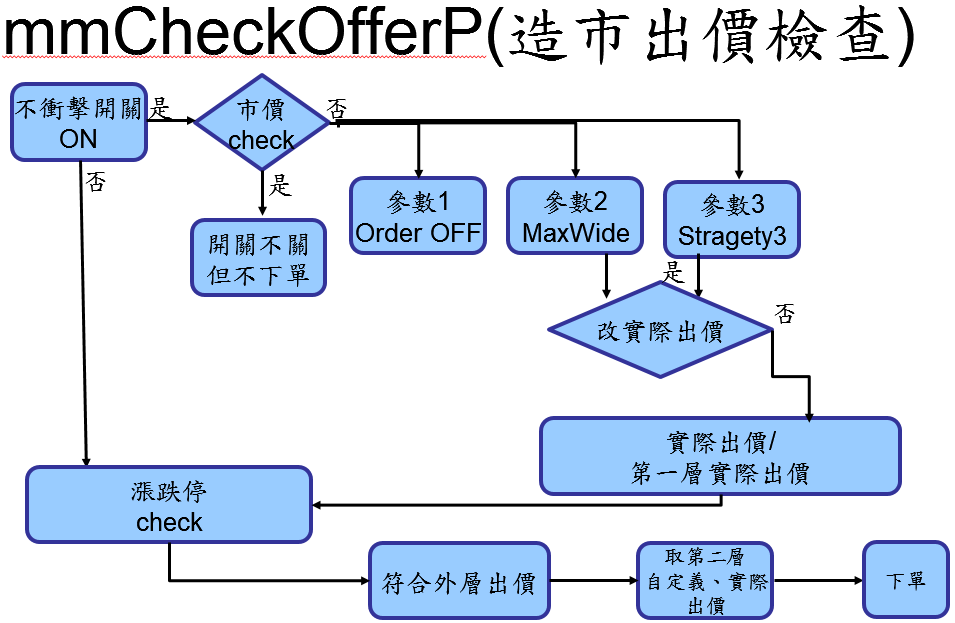 mmCheckOfferP(造市出價檢查)
不衝擊開關
ON
是
市價
check
否
否
是
開關不關
但不下單
參數1
Order OFF
參數2
MaxWide
參數3
Stragety3
是
改實際出價
否
實際出價/
第一層實際出價
漲跌停
check
符合外層出價
取第二層
自定義、實際
出價
下單